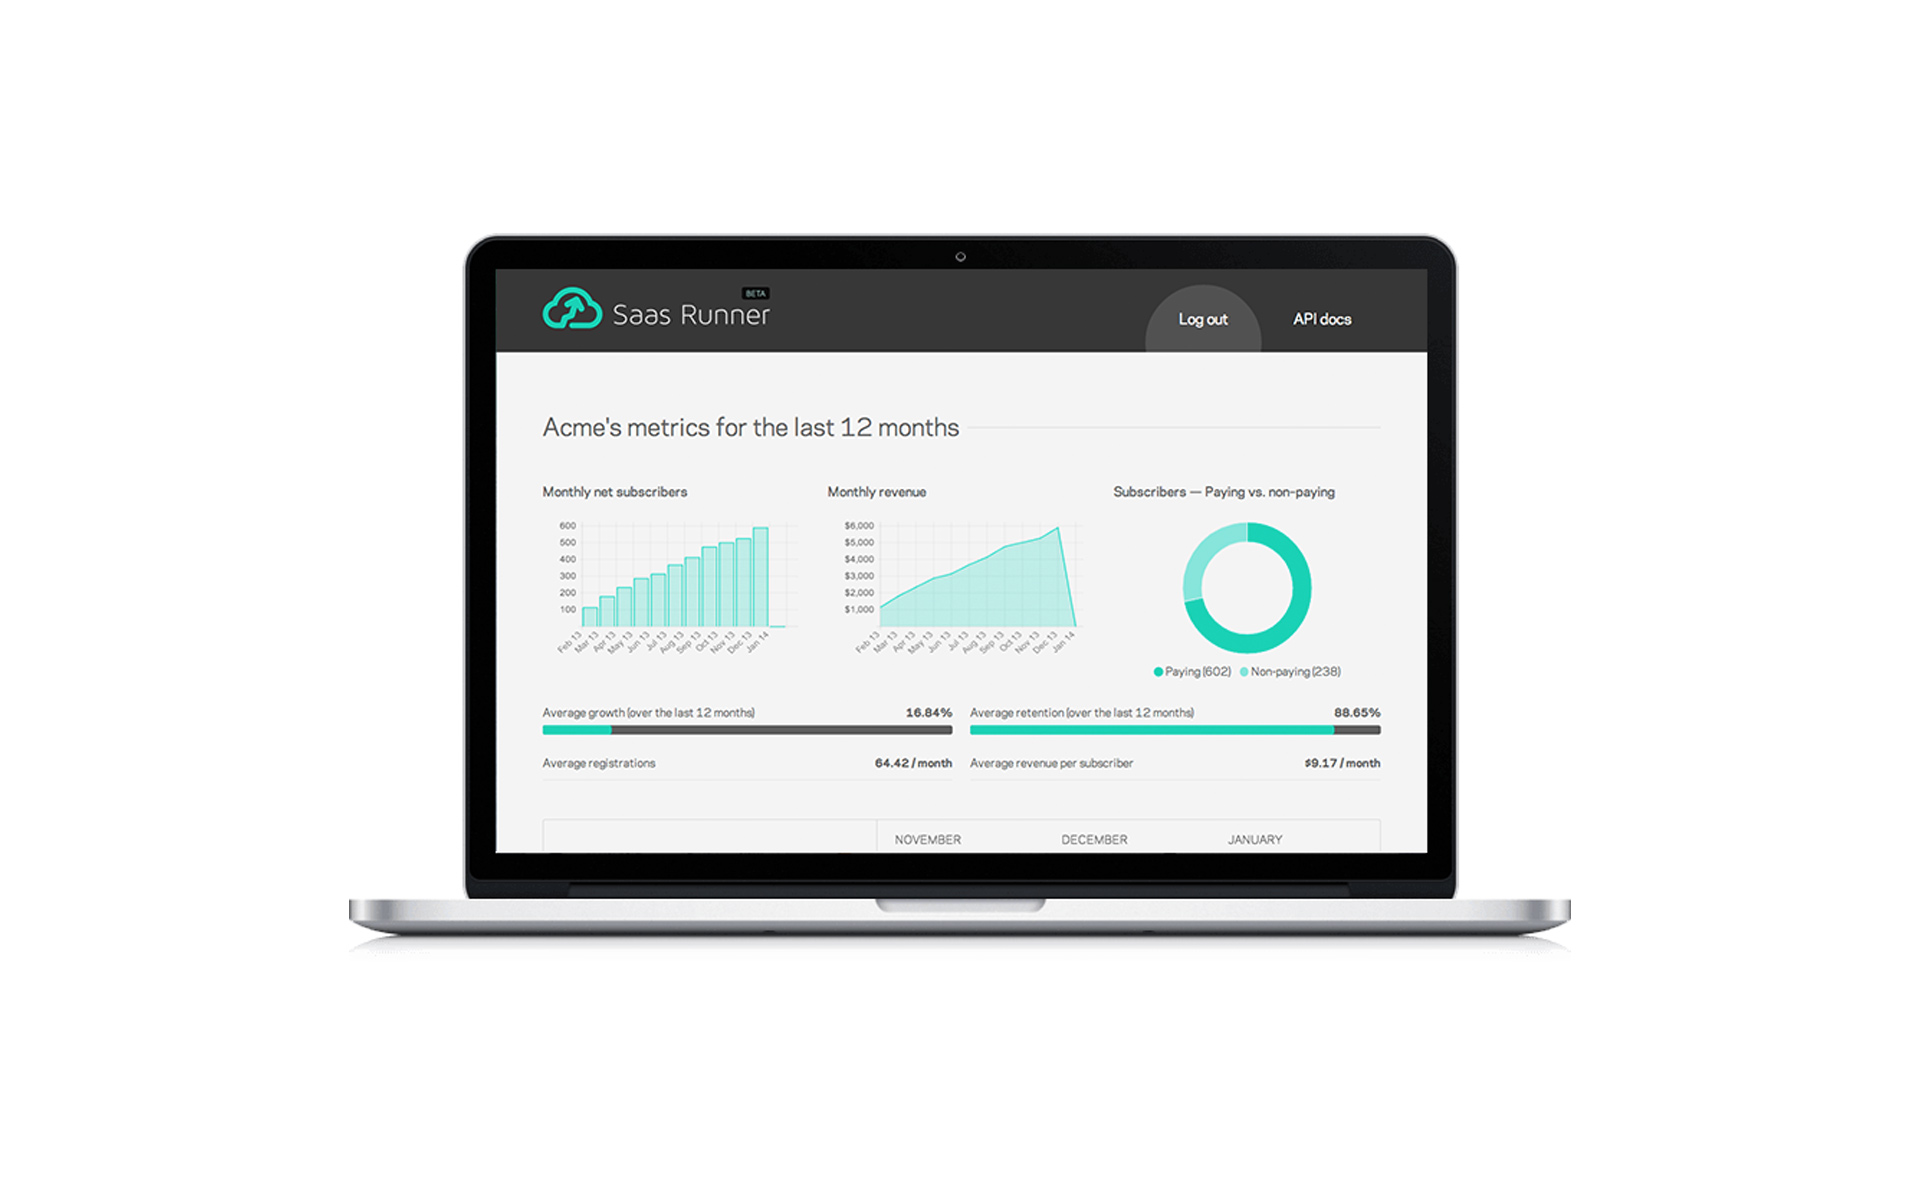 BETA
Saas Runner
Log out
API docs
Acme's metrics for the last 12 months
Monthly net subscribers
600
500
400
300
200
100
Feb 13
Mar 13
Apr 13
May 13
Jun 13
Jul 13
Aug 13
Sep 13
Oct 13
Nov 13
Dec 13
Jan 14
Monthly revenue
$6,000
$5,000
$4,000
$3,000
$2,000
$1,000
Feb 13
Mar 13
Apr 13
May 13
Jun 13
Jul 13
Aug 13
Sep 13
Oct 13
Nov 13
Dec 13
Jan 14
Subscribers — Paying vs. non-paying
Paying (602)
Non-paying (238)
Average growth (over the last 12 months) 16.84%
Average retention (over the last 12 months) 88.65%
Average registrations 64.42 / month
Average revenue per subscriber $9.17 / month
NOVEMBER DECEMBER JANUARY